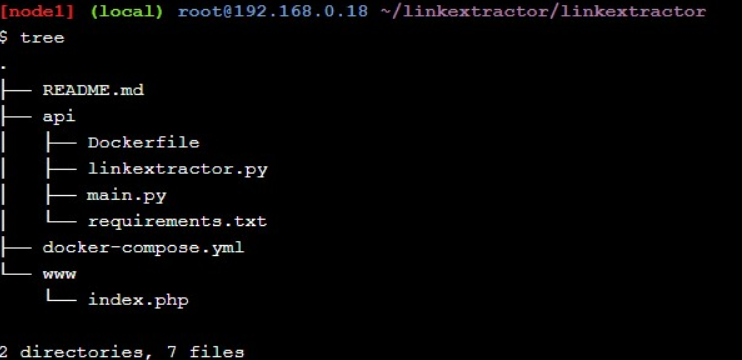 [node1] (local) root@192.168.0.18 ~/linkextractor/linkextractor
$ tree
.
├── README.md
├── api
│   ├── Dockerfile
│   ├── linkextractor.py
│   ├── main.py
│   └── requirements.txt
├── docker-compose.yml
└── www
    └── index.php
2 directories, 7 files